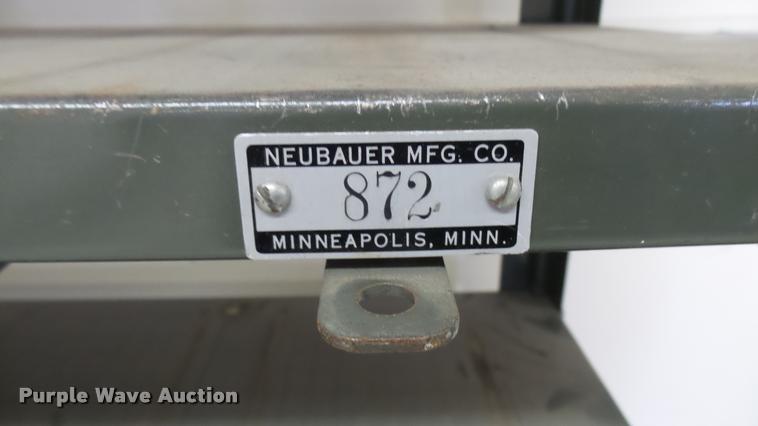 NEUBAUER MFG. CO.
872
MINNEAPOLIS, MINN.
Purple Wave Auction